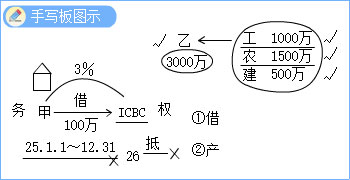 手写板图示
乙
工 1000万
3000万
农 1500万
建 500万
3%
务 甲 借 ICBC 权
100万
①借
25.1.1~12.31 26 抵
②产